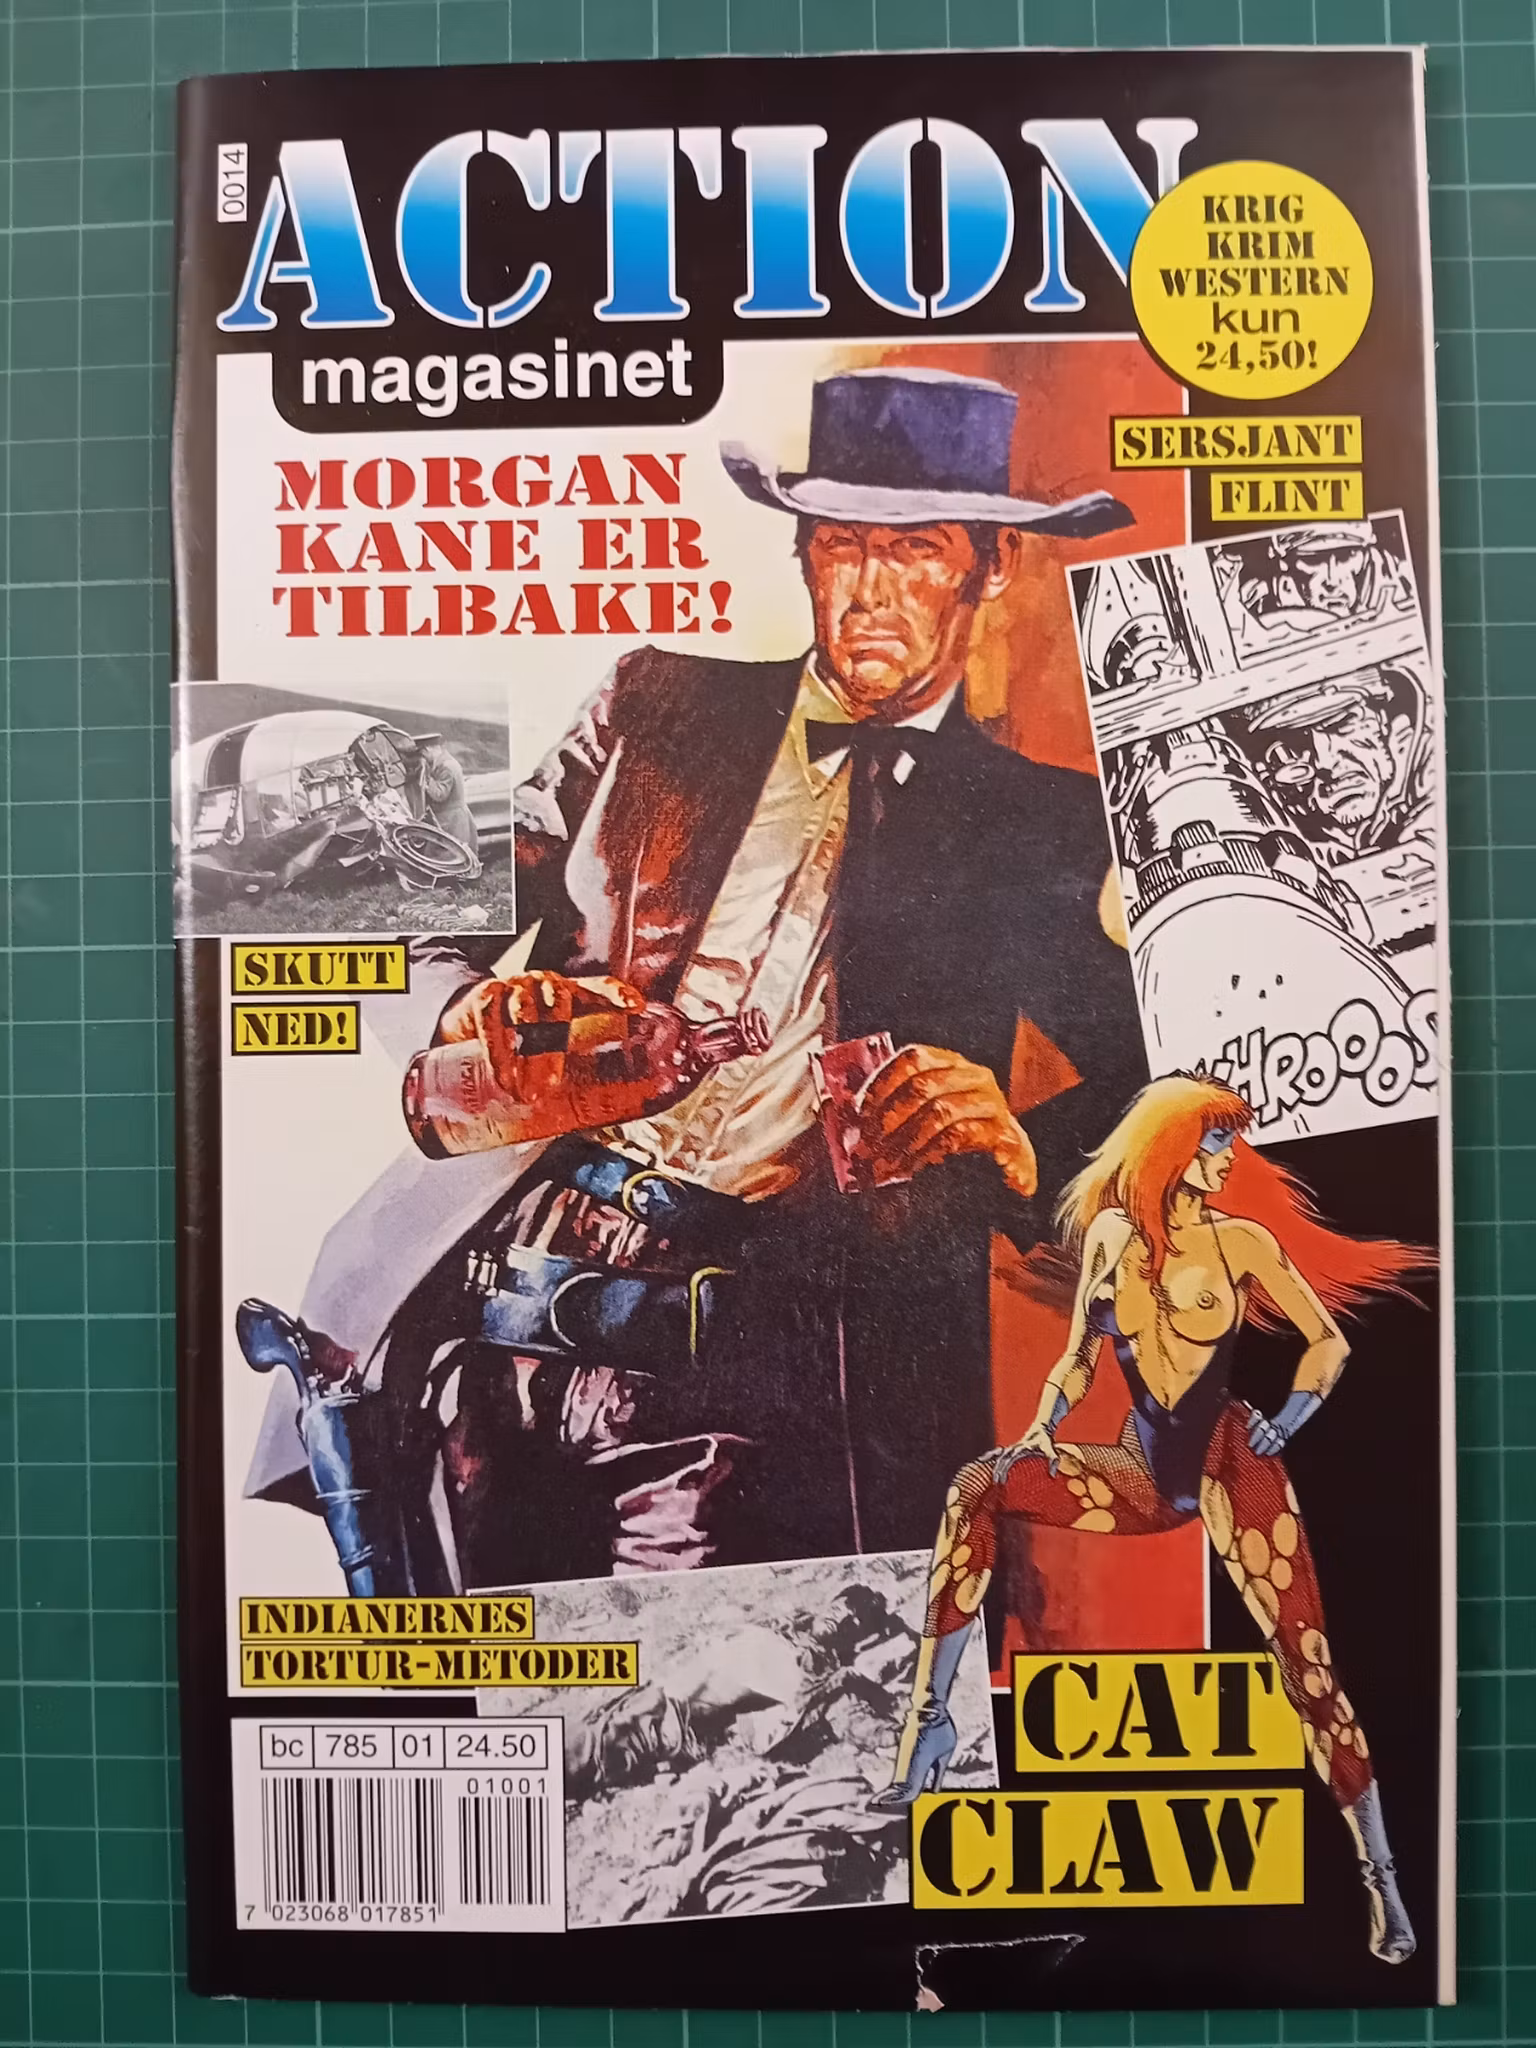 0014
ACTION
magasinet
KRIG
KRIM
WESTERN
kun
24,50!
MORGAN
KANE ER
TILBAKE!
SERSJANT
FLINT
SKUTT
NED!
INDIANERNES
TORTUR-METODER
CAT
CLAW
bc 785 01 24.50
01001
7 023068 017851